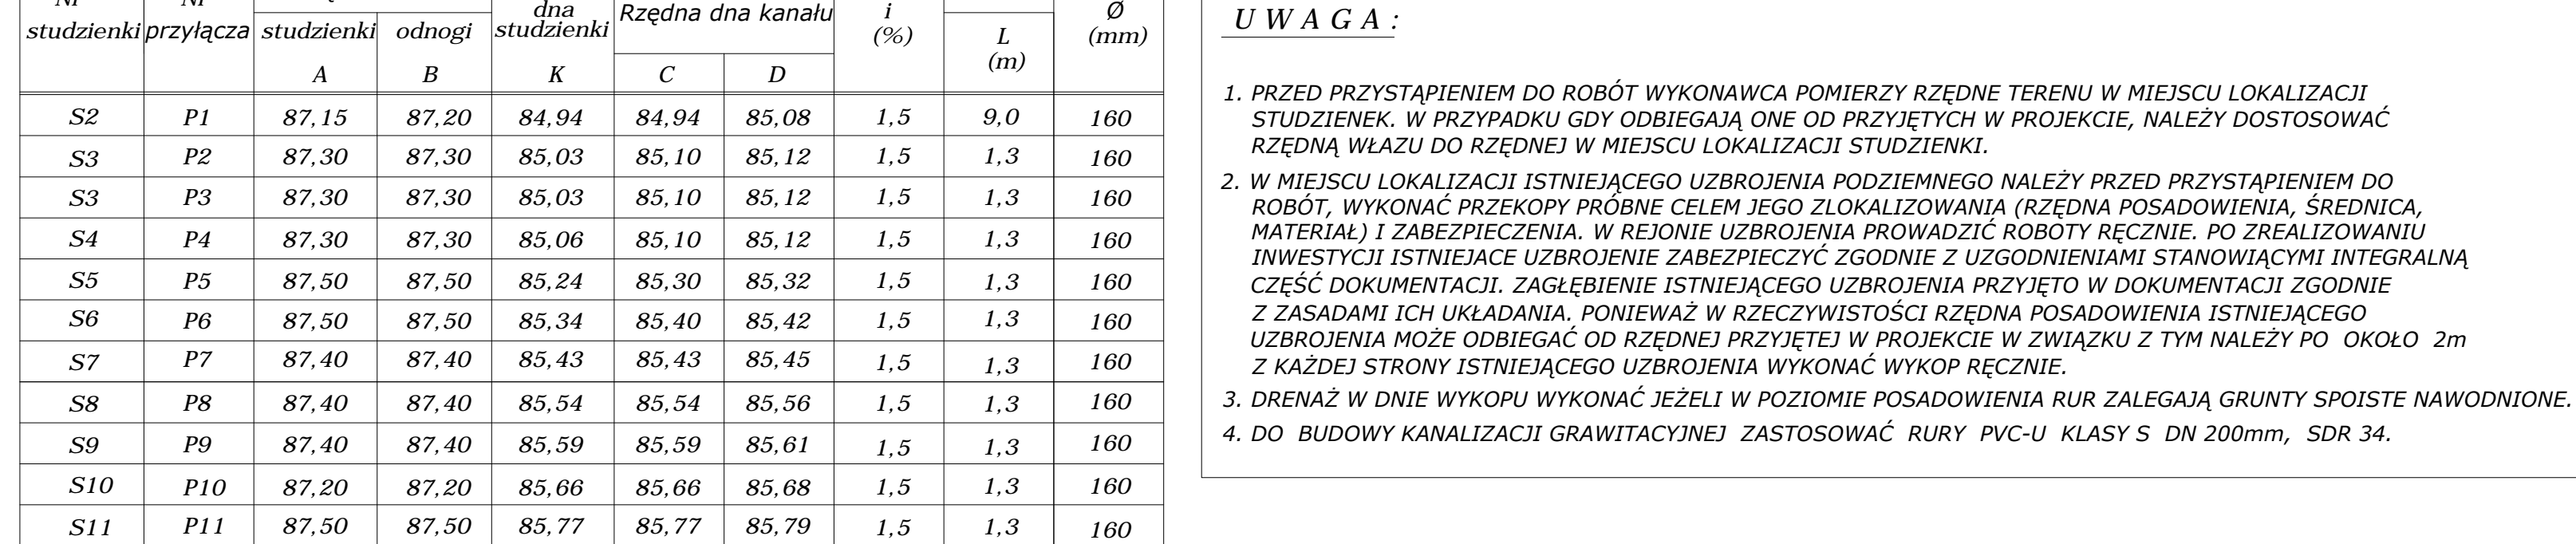 studzienki przyłącza studzienki odnogi dna studzienki Rzędna dna kanału i (%) L (m) Ø (mm)
A B K C D
S2 P1 87,15 87,20 84,94 84,94 85,08 1,5 9,0 160
S3 P2 87,30 87,30 85,03 85,10 85,12 1,5 1,3 160
S3 P3 87,30 87,30 85,03 85,10 85,12 1,5 1,3 160
S4 P4 87,30 87,30 85,06 85,10 85,12 1,5 1,3 160
S5 P5 87,50 87,50 85,24 85,30 85,32 1,5 1,3 160
S6 P6 87,50 87,50 85,34 85,40 85,42 1,5 1,3 160
S7 P7 87,40 87,40 85,43 85,43 85,45 1,5 1,3 160
S8 P8 87,40 87,40 85,54 85,54 85,56 1,5 1,3 160
S9 P9 87,40 87,40 85,59 85,59 85,61 1,5 1,3 160
S10 P10 87,20 87,20 85,66 85,66 85,68 1,5 1,3 160
S11 P11 87,50 87,50 85,77 85,77 85,79 1,5 1,3 160
U W A G A :
1. PRZED PRZYSTĄPIENIEM DO ROBÓT WYKONAWCA POMIERZY RZĘDNE TERENU W MIEJSCU LOKALIZACJI
STUDZIENEK. W PRZYPADKU GDY ODBIEGAJĄ ONE OD PRZYJĘTYCH W PROJEKCIE, NALEŻY DOSTOSOWAĆ
RZĘDNĄ WŁAZU DO RZĘDNEJ W MIEJSCU LOKALIZACJI STUDZIENKI.
2. W MIEJSCU LOKALIZACJI ISTNIEJĄCEGO UZBROJENIA PODZIEMNEGO NALEŻY PRZED PRZYSTĄPIENIEM DO
ROBÓT, WYKONAĆ PRZEKOPY PRÓBNE CELEM JEGO ZLOKALIZOWANIA (RZĘDNA POSADOWIENIA, ŚREDNICA,
MATERIAŁ) I ZABEZPIECZENIA. W REJONIE UZBROJENIA PROWADZIĆ ROBOTY RĘCZNIE. PO ZREALIZOWANIU
INWESTYCJI ISTNIEJACE UZBROJENIE ZABEZPIECZYĆ ZGODNIE Z UZGODNIENIAMI STANOWIĄCYMI INTEGRALNĄ
CZĘŚĆ DOKUMENTACJI. ZAGŁĘBIENIE ISTNIEJĄCEGO UZBROJENIA PRZYJĘTO W DOKUMENTACJI ZGODNIE
Z ZASADAMI ICH UKŁADANIA. PONIEWAŻ W RZECZYWISTOŚCI RZĘDNA POSADOWIENIA ISTNIEJĄCEGO
UZBROJENIA MOŻE ODBIEGAĆ OD RZĘDNEJ PRZYJĘTEJ W PROJEKCIE W ZWIĄZKU Z TYM NALEŻY PO OKOŁO 2m
Z KAŻDEJ STRONY ISTNIEJĄCEGO UZBROJENIA WYKONAĆ WYKOP RĘCZNIE.
3. DRENAŻ W DNIE WYKOPU WYKONAĆ JEŻELI W POZIOMIE POSADOWIENIA RUR ZALEGAJĄ GRUNTY SPOISTE NAWODNIONE.
4. DO BUDOWY KANALIZACJI GRAWITACYJNEJ ZASTOSOWAĆ RURY PVC-U KLASY S DN 200mm, SDR 34.